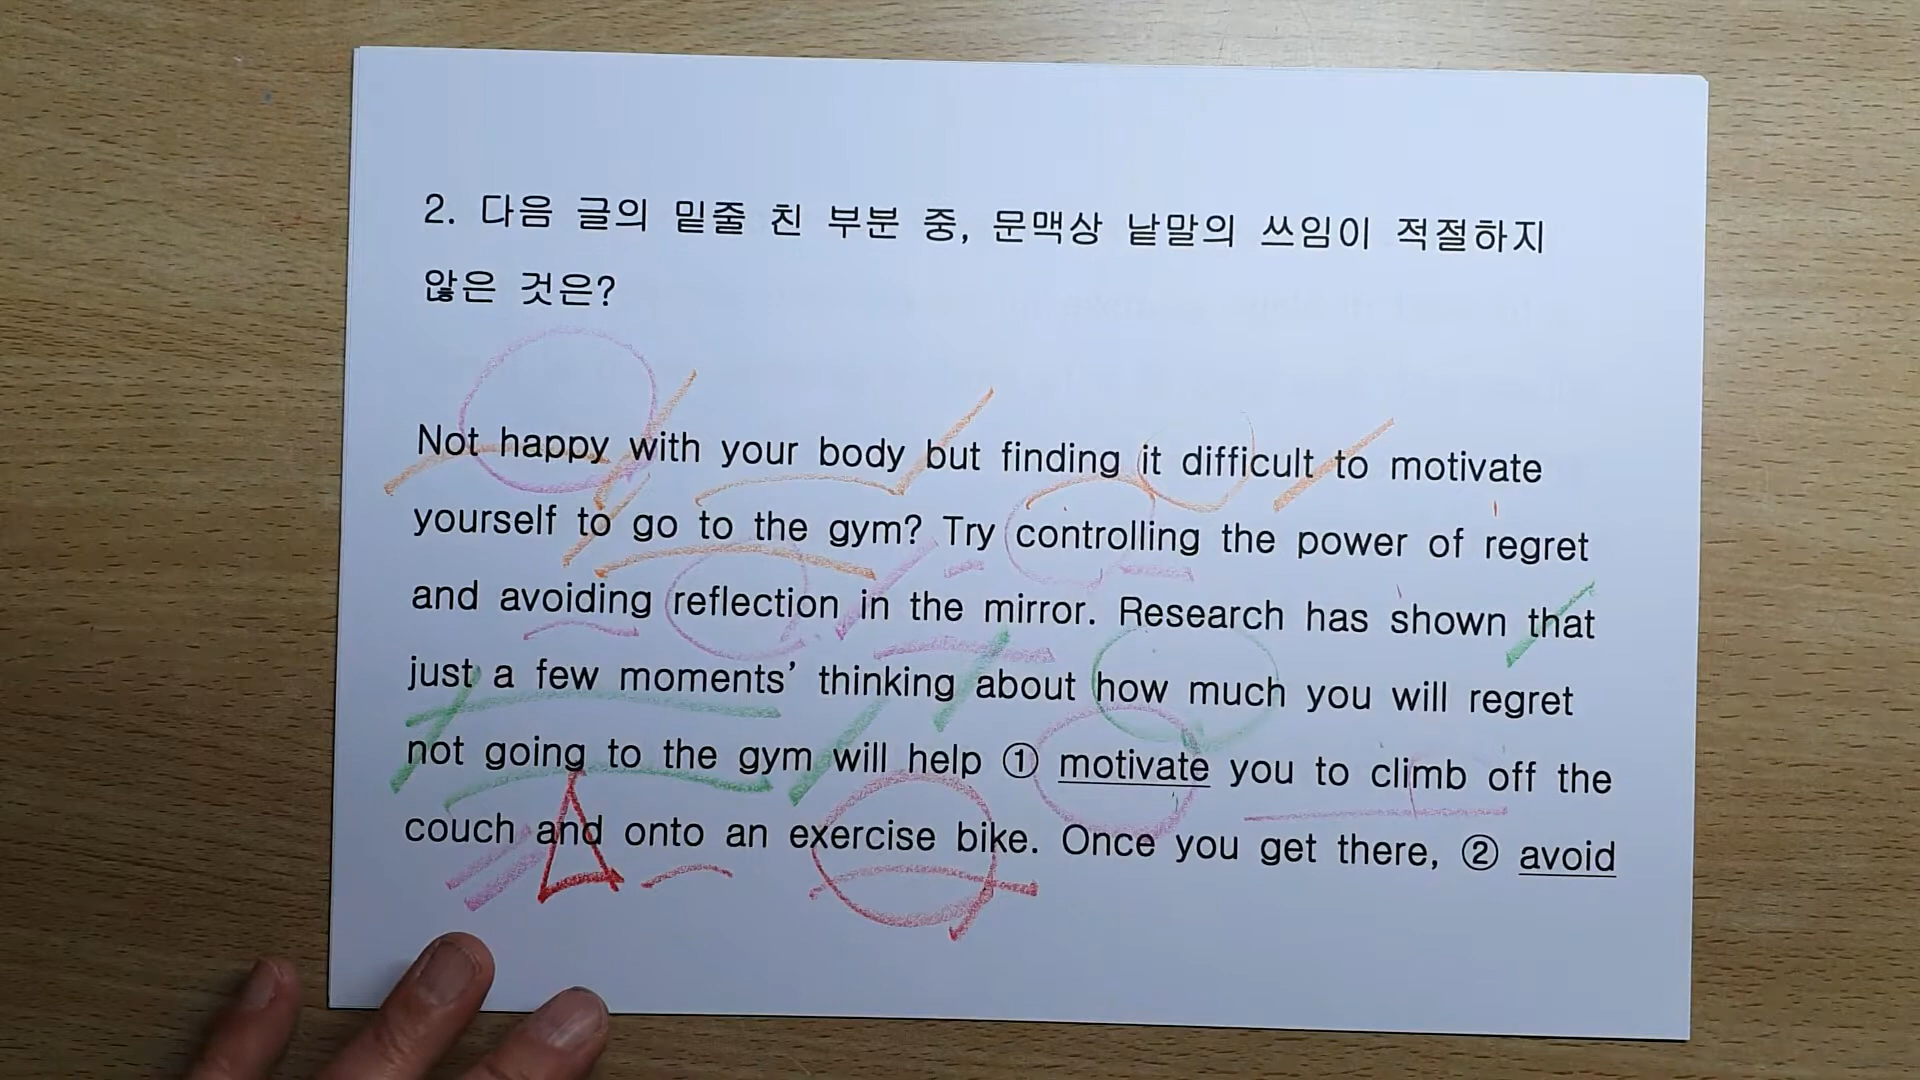 2. 다음 글의 밑줄 친 부분 중, 문맥상 낱말의 쓰임이 적절하지
않은 것은?
Not happy with your body but finding it difficult to motivate
yourself to go to the gym? Try controlling the power of regret
and avoiding reflection in the mirror. Research has shown that
just a few moments’ thinking about how much you will regret
not going to the gym will help ① motivate you to climb off the
couch and onto an exercise bike. Once you get there, ② avoid